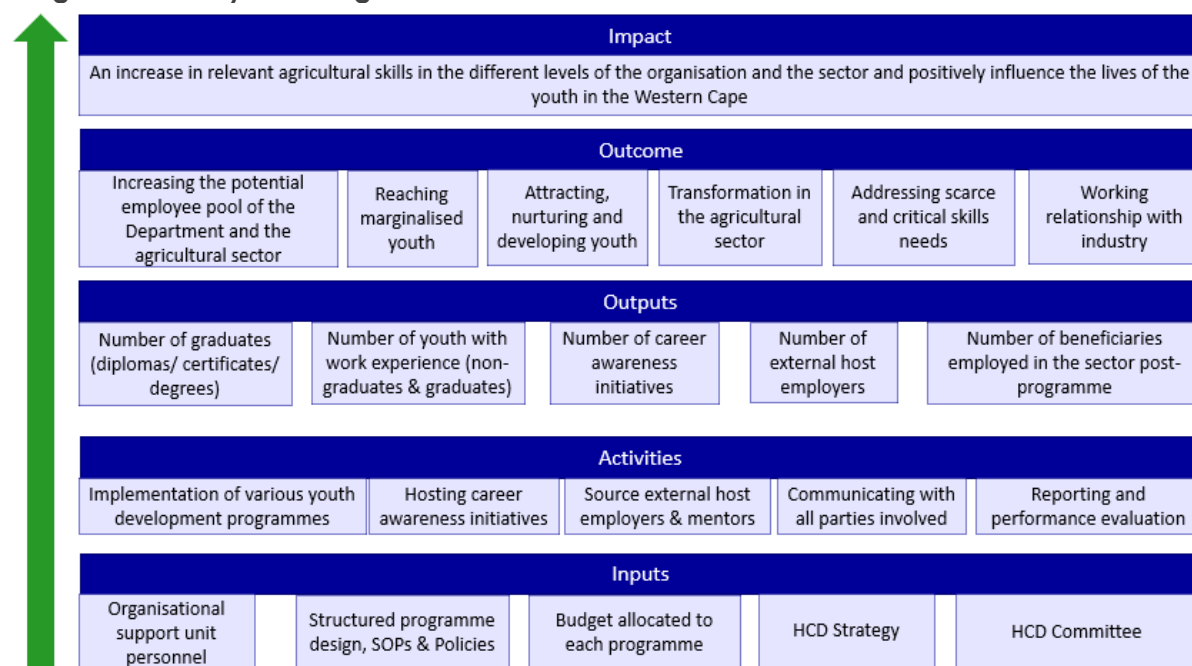 Impact
An increase in relevant agricultural skills in the different levels of the organisation and the sector and positively influence the lives of the
youth in the Western Cape
Outcome
Increasing the potential
employee pool of the
Department and the
agricultural sector
Reaching
marginalised
youth
Attracting,
nurturing and
developing youth
Transformation in
the agricultural
sector
Addressing scarce
and critical skills
needs
Working
relationship with
industry
Outputs
Number of graduates
(diplomas/ certificates/
degrees)
Number of youth with
work experience (non-
graduates & graduates)
Number of career
awareness
initiatives
Number of
external host
employers
Number of beneficiaries
employed in the sector post-
programme
Activities
Implementation of various youth
development programmes
Hosting career
awareness initiatives
Source external host
employers & mentors
Communicating with
all parties involved
Reporting and
performance evaluation
Inputs
Organisational
support unit
personnel
Structured programme
design, SOPs & Policies
Budget allocated to
each programme
HCD Strategy
HCD Committee